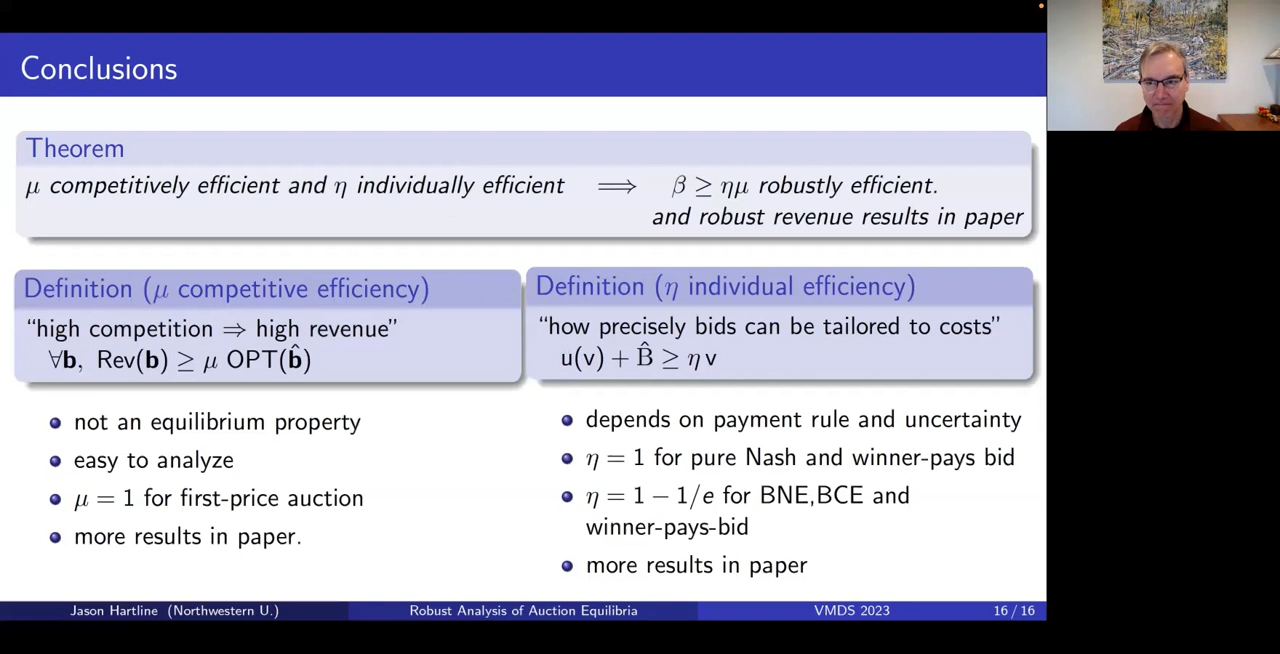 Conclusions
Theorem
μ competitively efficient and η individually efficient ⟹ β ≥ ημ robustly efficient.
and robust revenue results in paper
Definition (μ competitive efficiency)
“high competition ⇒ high revenue”
∀b, Rev(b) ≥ μ OPT(b̂)
• not an equilibrium property
• easy to analyze
• μ = 1 for first-price auction
• more results in paper.
Definition (η individual efficiency)
“how precisely bids can be tailored to costs”
u(v) + B̂ ≥ η v
• depends on payment rule and uncertainty
• η = 1 for pure Nash and winner-pays bid
• η = 1 − 1/e for BNE,BCE and
winner-pays-bid
• more results in paper
Jason Hartline (Northwestern U.) Robust Analysis of Auction Equilibria VMDS 2023 16 / 16